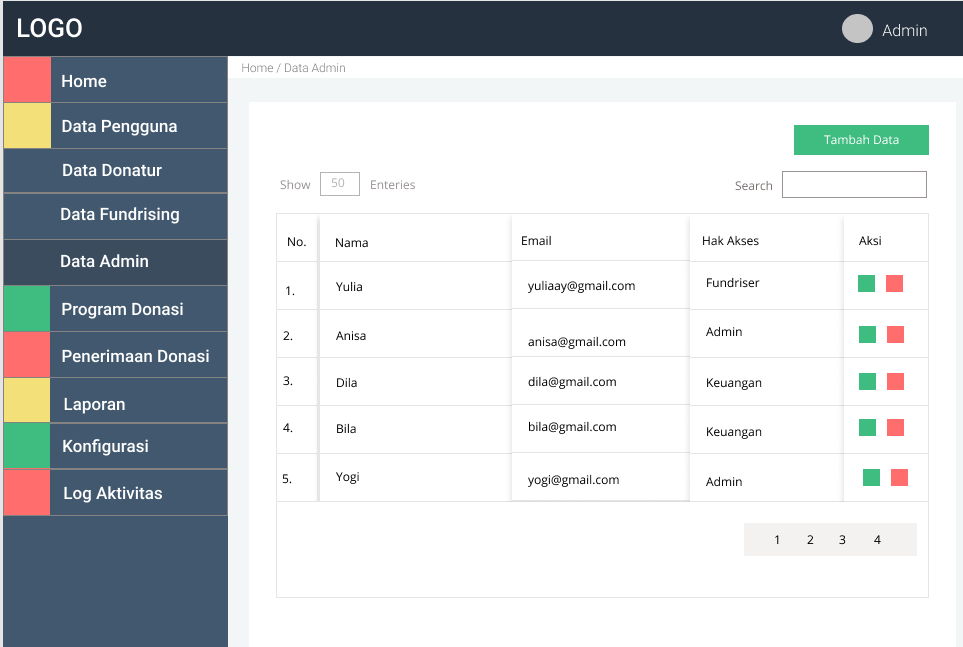 LOGO
Admin
Home / Data Admin
Home
Data Pengguna
Data Donatur
Data Fundrising
Data Admin
Program Donasi
Penerimaan Donasi
Laporan
Konfigurasi
Log Aktivitas
Tambah Data
Show 50 Enteries
Search
No. Nama Email Hak Akses Aksi
1. Yulia yuliaay@gmail.com Fundriser
2. Anisa anisa@gmail.com Admin
3. Dila dila@gmail.com Keuangan
4. Bila bila@gmail.com Keuangan
5. Yogi yogi@gmail.com Admin
1 2 3 4